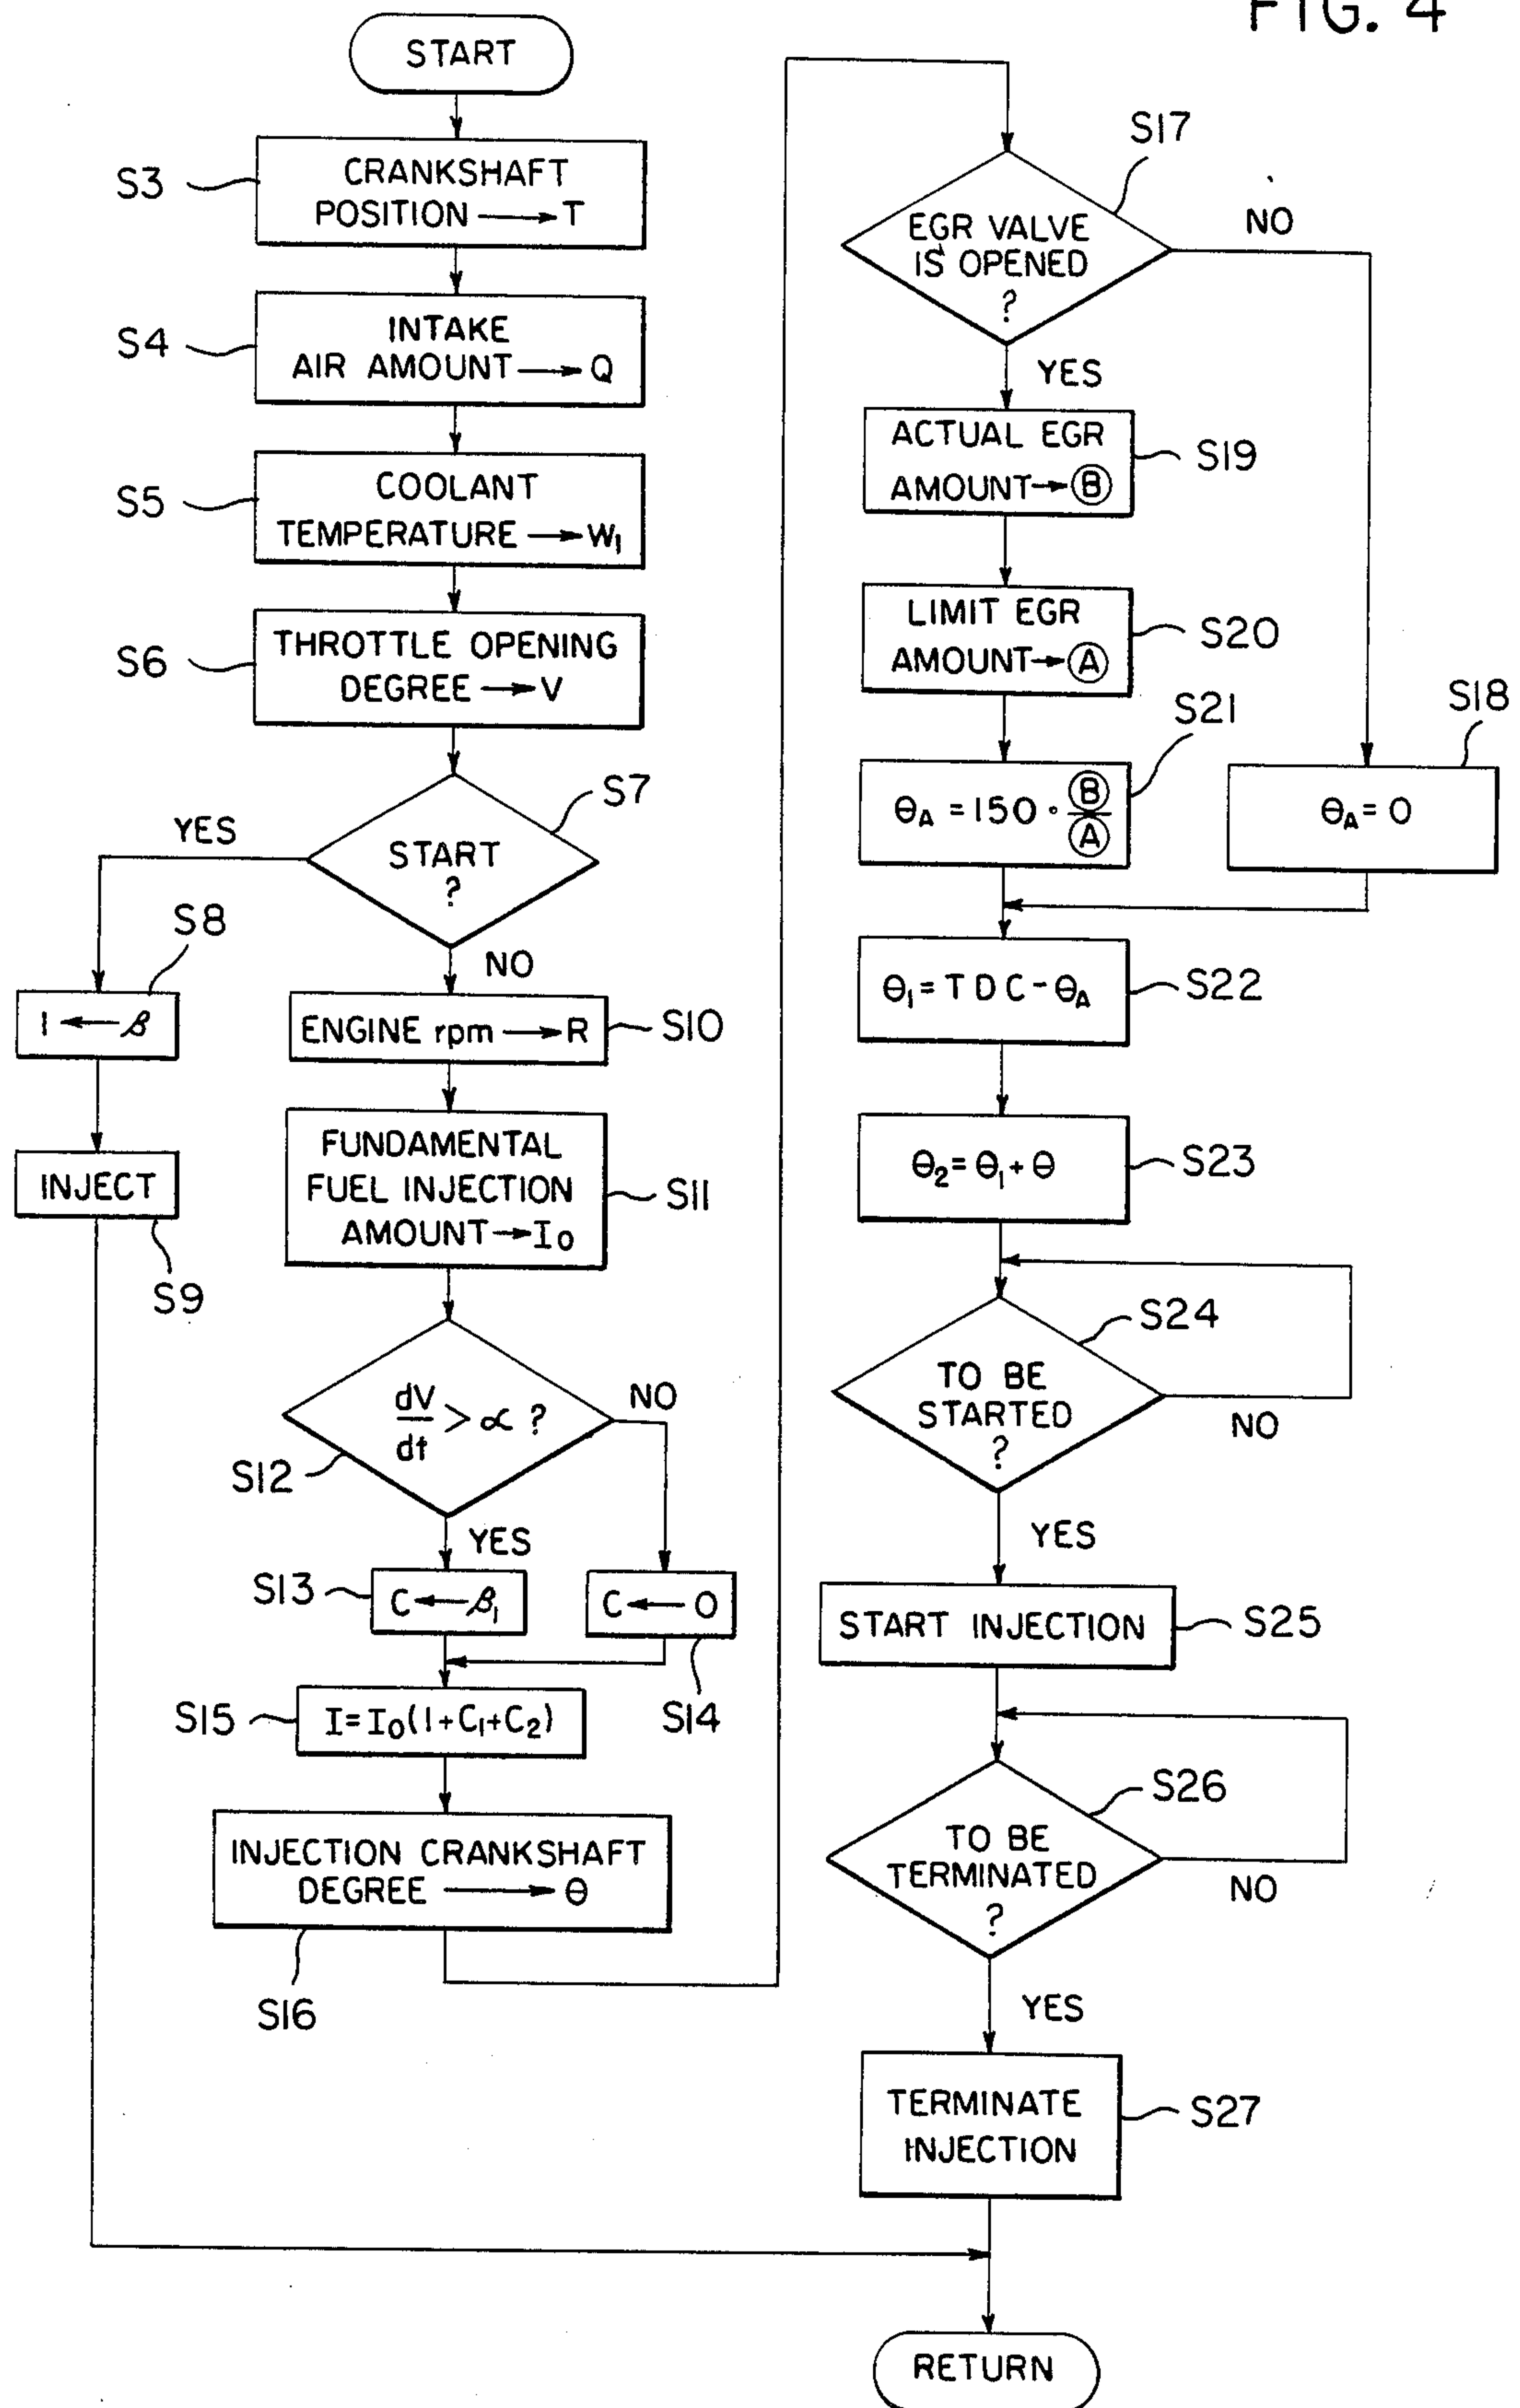 FIG. 4
START
S3
CRANKSHAFT
POSITION → T
S4
INTAKE
AIR AMOUNT → Q
S5
COOLANT
TEMPERATURE → W₁
S6
THROTTLE OPENING
DEGREE → V
S7
START
?
YES
NO
S8
I ← β
INJECT
S9
ENGINE rpm → R
S10
FUNDAMENTAL
FUEL INJECTION
AMOUNT → I₀
S11
dV
dt
> α ?
NO
S12
YES
S13
C ← β₁
C ← 0
S14
S15
I=I₀(1+C₁+C₂)
INJECTION CRANKSHAFT
DEGREE → θ
S16
S17
EGR VALVE
IS OPENED
?
NO
YES
ACTUAL EGR
AMOUNT → Ⓑ
S19
LIMIT EGR
AMOUNT → Ⓐ
S20
S21
θA = 150 · Ⓑ/Ⓐ
S18
θA = 0
θ₁ = TDC - θA
S22
θ₂ = θ₁ + θ
S23
S24
TO BE
STARTED
?
NO
YES
START INJECTION
S25
S26
TO BE
TERMINATED
?
NO
YES
TERMINATE
INJECTION
S27
RETURN